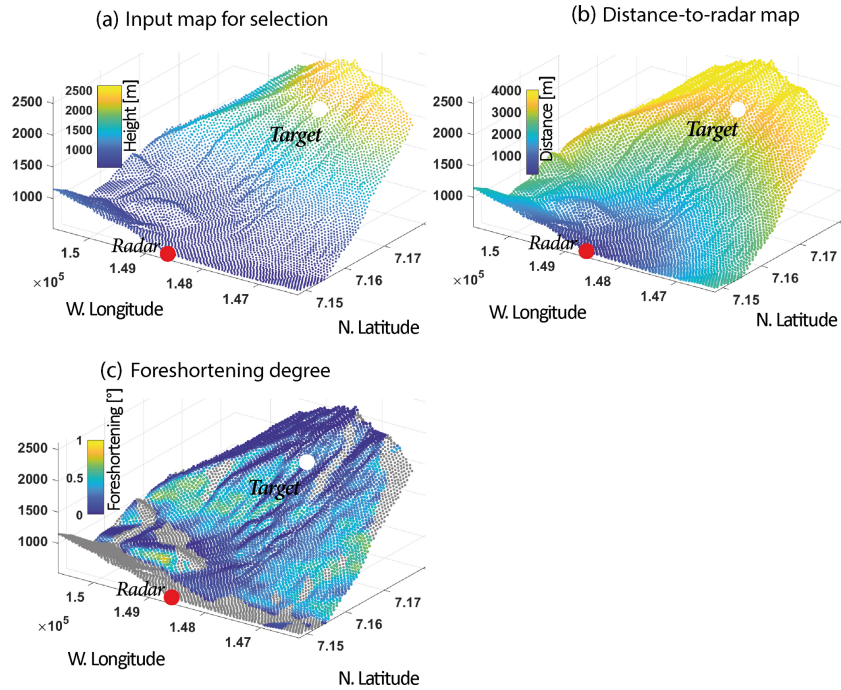 (a) Input map for selection
2500
2000
1500
1000
Height [m]
2500
2000
1500
1000
Target
Radar
1.5
1.49
1.48
1.47
×10⁵
7.15
7.16
7.17
W. Longitude
N. Latitude
(b) Distance-to-radar map
2500
2000
1500
1000
Distance [m]
4000
3000
2000
1000
Target
Radar
1.5
1.49
1.48
1.47
×10⁵
7.15
7.16
7.17
W. Longitude
N. Latitude
(c) Foreshortening degree
2500
2000
1500
1000
Foreshortening [°]
1
0.5
0
Target
Radar
1.5
1.49
1.48
1.47
×10⁵
7.15
7.16
7.17
W. Longitude
N. Latitude